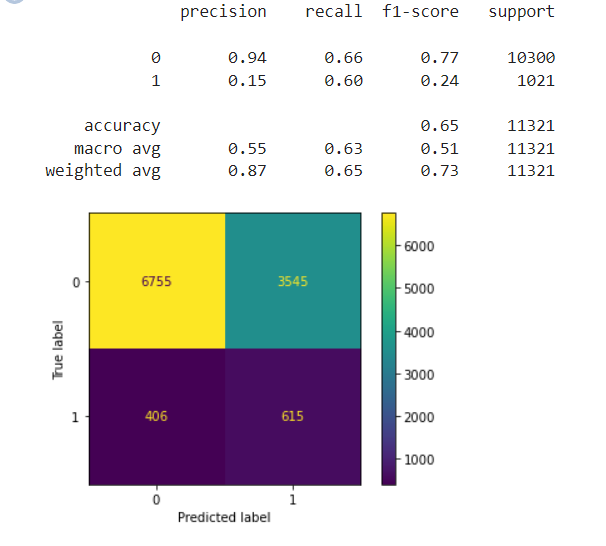 precision recall f1-score support
0 0.94 0.66 0.77 10300
1 0.15 0.60 0.24 1021
accuracy 0.65 11321
macro avg 0.55 0.63 0.51 11321
weighted avg 0.87 0.65 0.73 11321
6000
0 6755 3545
5000
4000
True label
3000
1 406 615
2000
1000
0 1
Predicted label